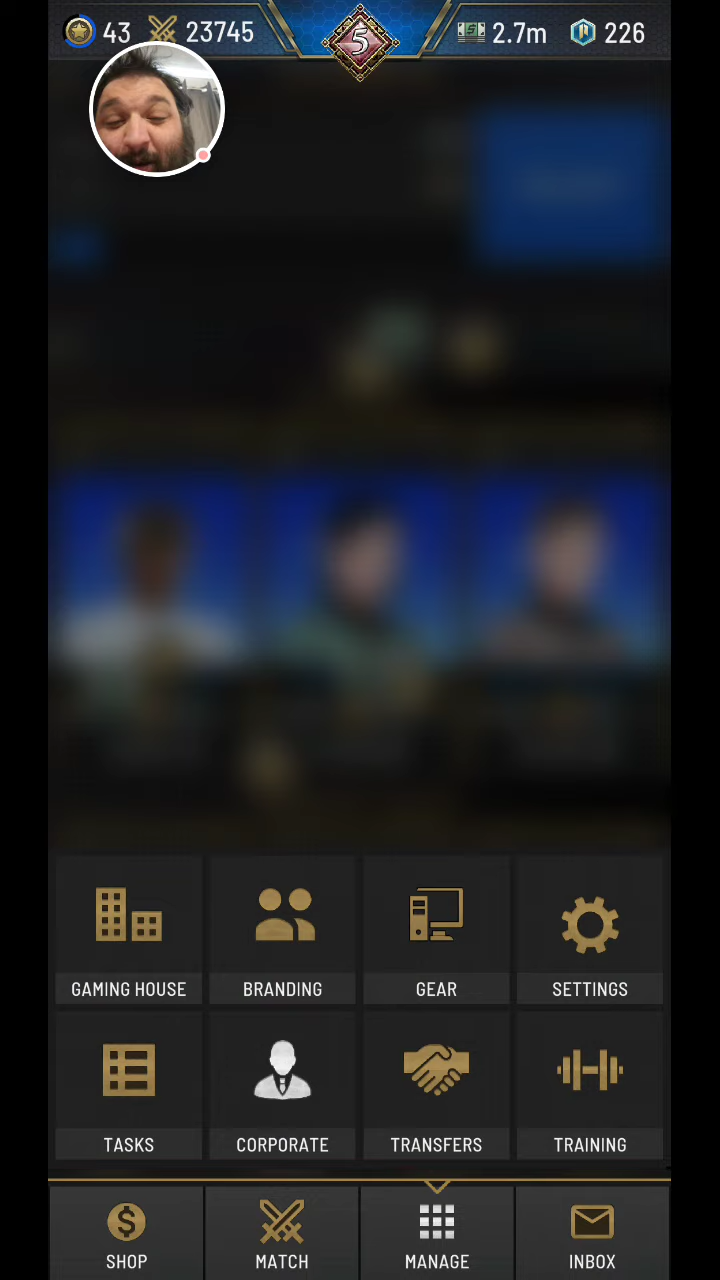 43 23745 5 2.7m 226
GAMING HOUSE BRANDING GEAR SETTINGS
TASKS CORPORATE TRANSFERS TRAINING
SHOP MATCH MANAGE INBOX